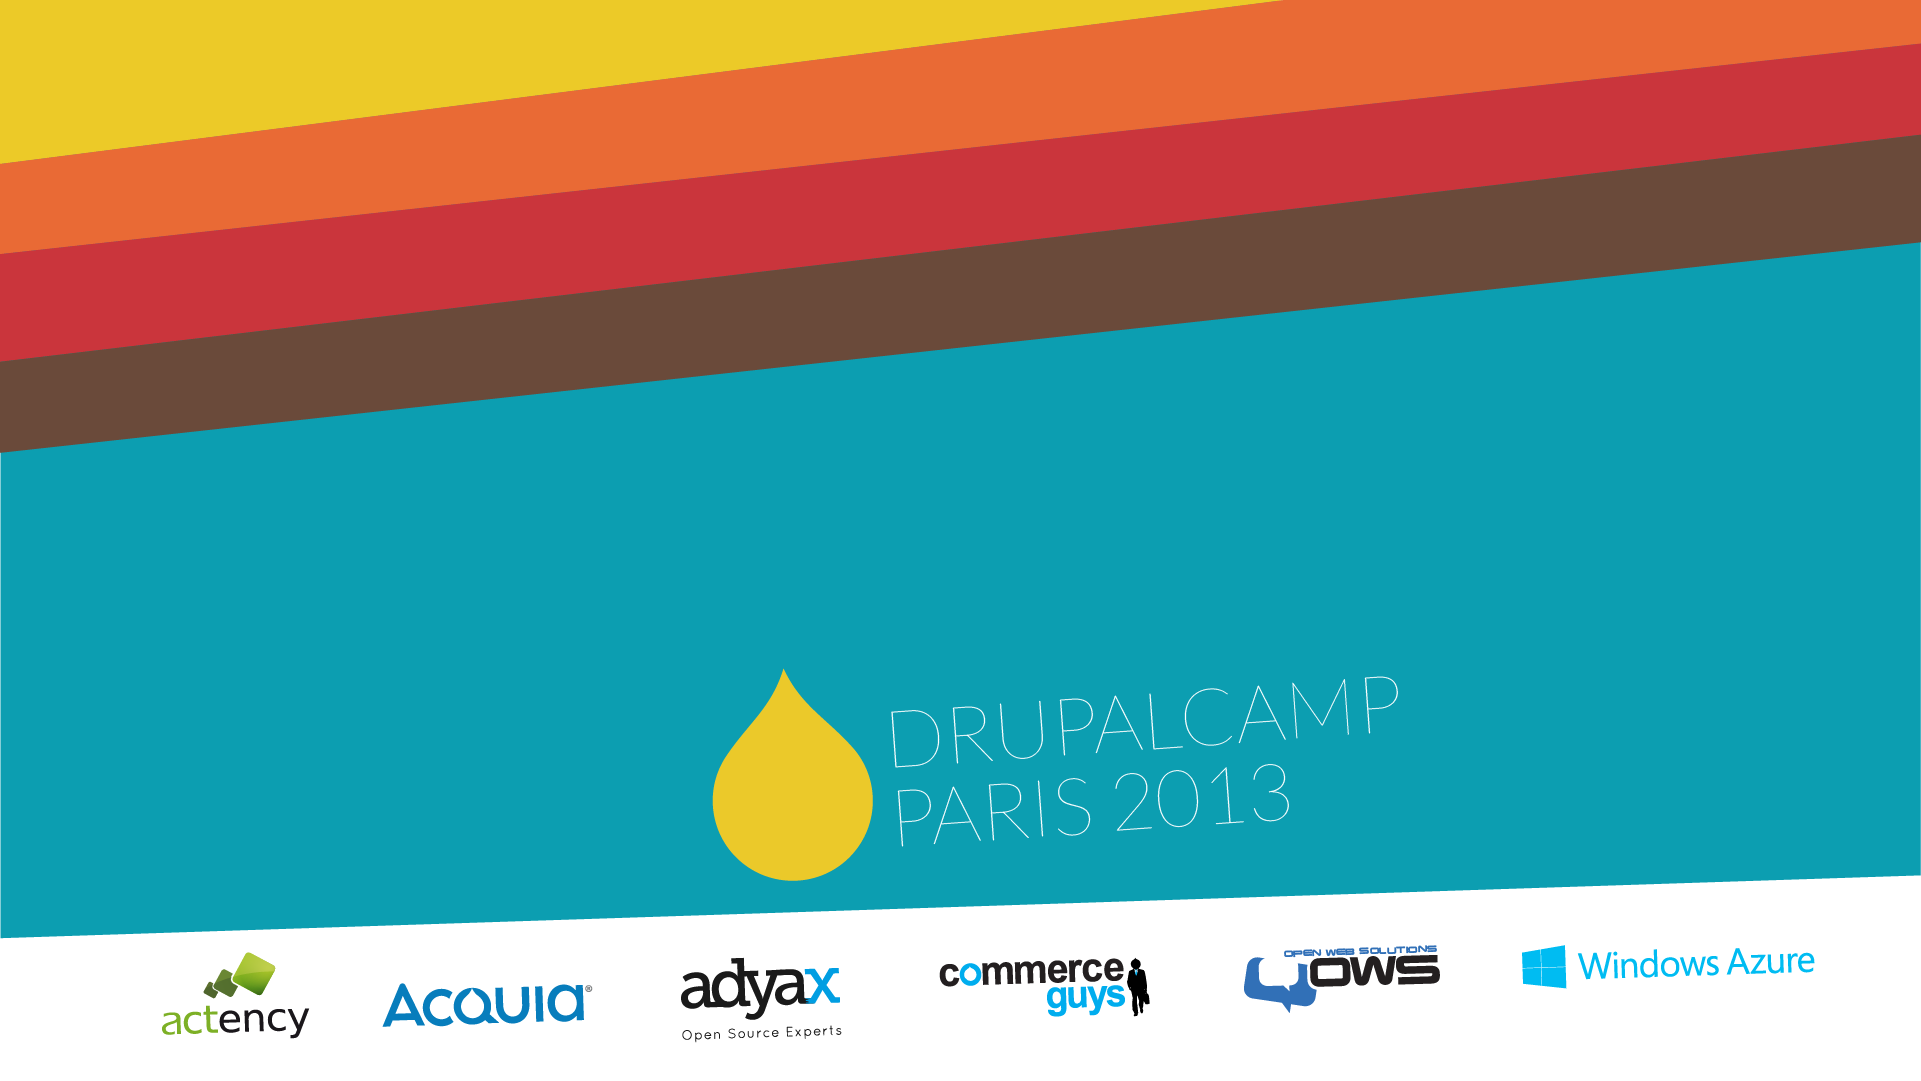 DRUPALCAMP
PARIS 2013
actency
ACQUIA®
adyax
Open Source Experts
commerce
guys
OPEN WEB SOLUTIONS
OWS
Windows Azure